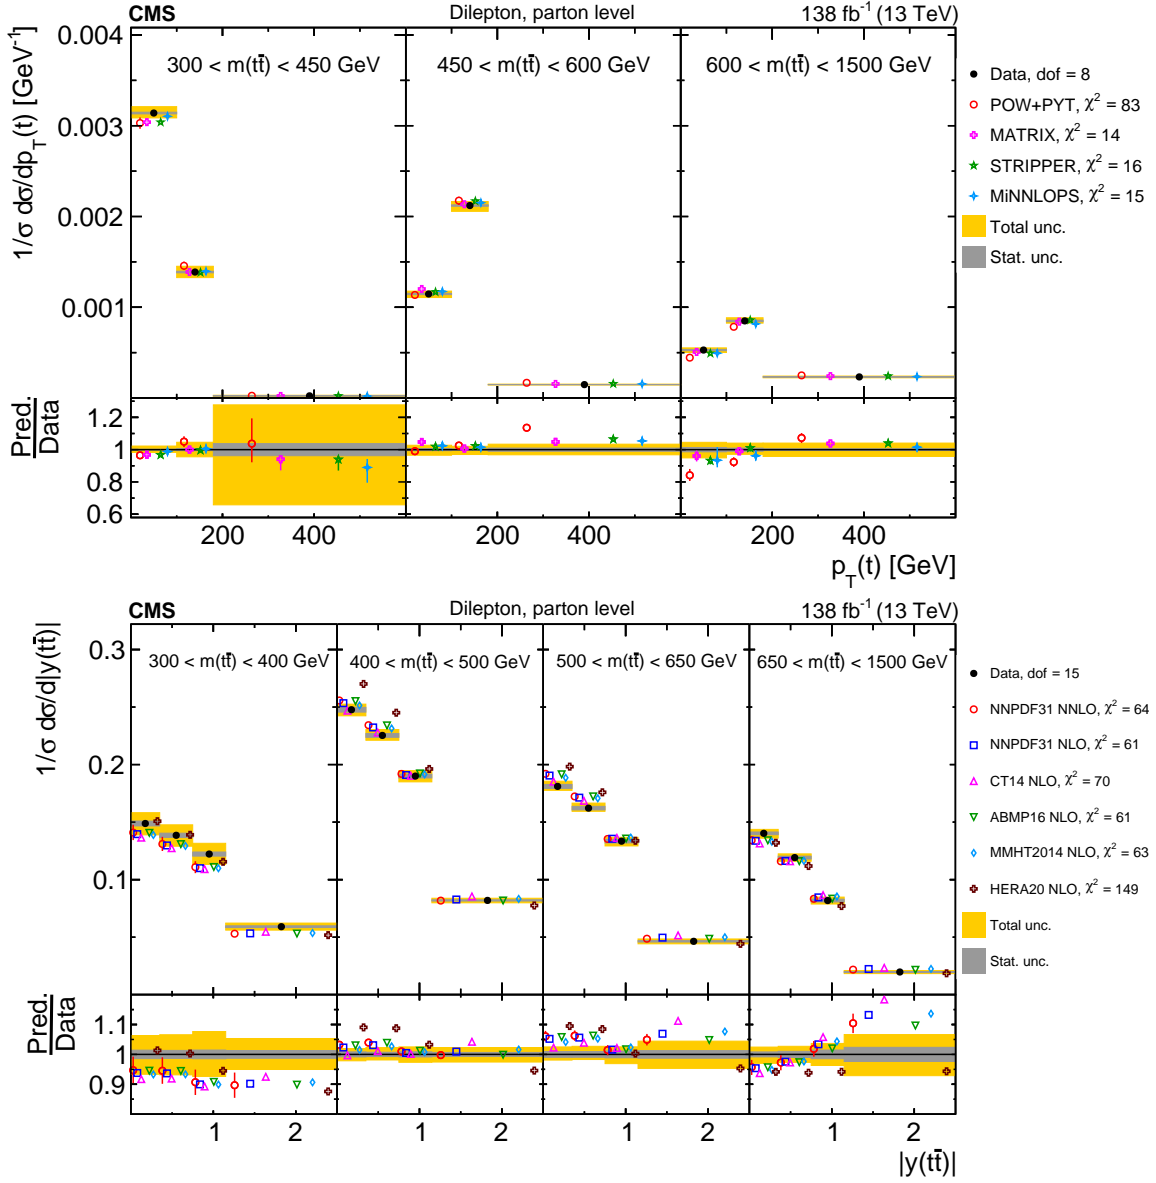 CMS Dilepton, parton level 138 fb⁻¹ (13 TeV)
1/σ dσ/dp_T(t) [GeV⁻¹]
0.004
0.003
0.002
0.001
300 < m(tt̄) < 450 GeV
450 < m(tt̄) < 600 GeV
600 < m(tt̄) < 1500 GeV
Data, dof = 8
POW+PYT, χ² = 83
MATRIX, χ² = 14
STRIPPER, χ² = 16
MiNNLOPS, χ² = 15
Total unc.
Stat. unc.
Pred.
Data
1.2
1
0.8
0.6
200 400 200 400 200 400
p_T(t) [GeV]
CMS Dilepton, parton level 138 fb⁻¹ (13 TeV)
1/σ dσ/d|y(tt̄)|
0.3
0.2
0.1
300 < m(tt̄) < 400 GeV
400 < m(tt̄) < 500 GeV
500 < m(tt̄) < 650 GeV
650 < m(tt̄) < 1500 GeV
Data, dof = 15
NNPDF31 NNLO, χ² = 64
NNPDF31 NLO, χ² = 61
CT14 NLO, χ² = 70
ABMP16 NLO, χ² = 61
MMHT2014 NLO, χ² = 63
HERA20 NLO, χ² = 149
Total unc.
Stat. unc.
Pred.
Data
1.1
1
0.9
1 2 1 2 1 2 1 2
|y(tt̄)|